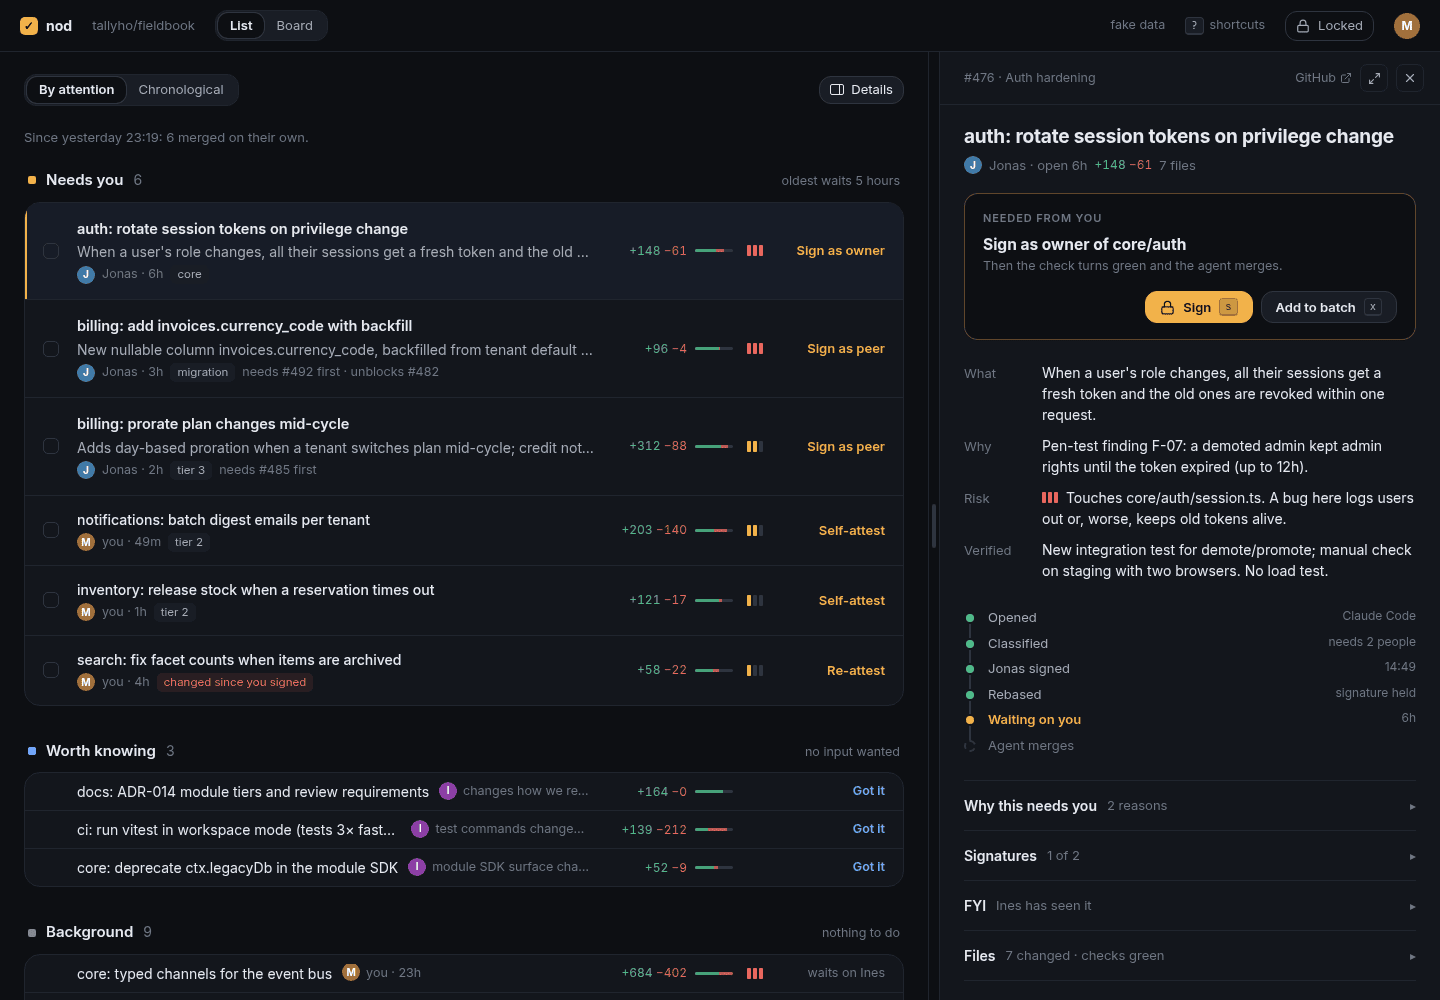 nod tallyho/fieldbook List Board fake data ? shortcuts Locked M
By attention Chronological Details
Since yesterday 23:19: 6 merged on their own.
Needs you 6 oldest waits 5 hours
auth: rotate session tokens on privilege change
When a user's role changes, all their sessions get a fresh token and the old ... +148 −61 Sign as owner
J Jonas · 6h core
billing: add invoices.currency_code with backfill
New nullable column invoices.currency_code, backfilled from tenant default ... +96 −4 Sign as peer
J Jonas · 3h migration needs #492 first · unblocks #482
billing: prorate plan changes mid-cycle
Adds day-based proration when a tenant switches plan mid-cycle; credit not... +312 −88 Sign as peer
J Jonas · 2h tier 3 needs #485 first
notifications: batch digest emails per tenant
+203 −140 Self-attest
M you · 49m tier 2
inventory: release stock when a reservation times out
+121 −17 Self-attest
M you · 1h tier 2
search: fix facet counts when items are archived
+58 −22 Re-attest
M you · 4h changed since you signed
Worth knowing 3 no input wanted
docs: ADR-014 module tiers and review requirements I changes how we re... +164 −0 Got it
ci: run vitest in workspace mode (tests 3× fast... I test commands change... +139 −212 Got it
core: deprecate ctx.legacyDb in the module SDK I module SDK surface cha... +52 −9 Got it
Background 9 nothing to do
core: typed channels for the event bus M you · 23h +684 −402 waits on Ines
#476 · Auth hardening GitHub
auth: rotate session tokens on privilege change
J Jonas · open 6h +148 −61 7 files
NEEDED FROM YOU
Sign as owner of core/auth
Then the check turns green and the agent merges.
Sign s Add to batch x
What When a user's role changes, all their sessions get a
fresh token and the old ones are revoked within one
request.
Why Pen-test finding F-07: a demoted admin kept admin
rights until the token expired (up to 12h).
Risk Touches core/auth/session.ts. A bug here logs users
out or, worse, keeps old tokens alive.
Verified New integration test for demote/promote; manual check
on staging with two browsers. No load test.
Opened Claude Code
Classified needs 2 people
Jonas signed 14:49
Rebased signature held
Waiting on you 6h
Agent merges
Why this needs you 2 reasons
Signatures 1 of 2
FYI Ines has seen it
Files 7 changed · checks green